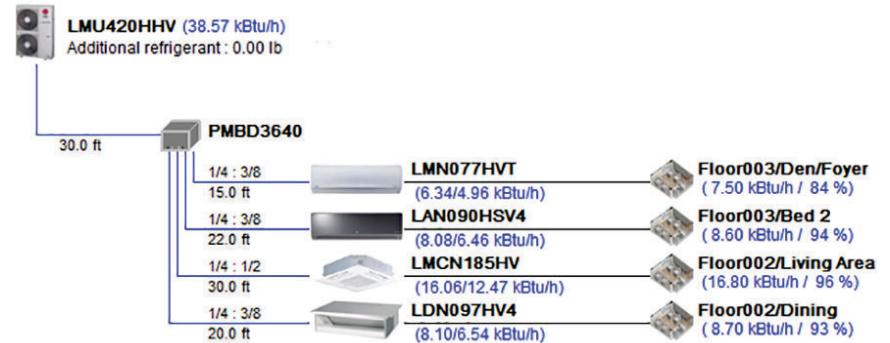 LMU420HHV (38.57 kBtu/h)
Additional refrigerant : 0.00 lb
30.0 ft
PMBD3640
1/4 : 3/8
15.0 ft
LMN077HVT
(6.34/4.96 kBtu/h)
Floor003/Den/Foyer
( 7.50 kBtu/h / 84 %)
1/4 : 3/8
22.0 ft
LAN090HSV4
(8.08/6.46 kBtu/h)
Floor003/Bed 2
( 8.60 kBtu/h / 94 %)
1/4 : 1/2
30.0 ft
LMCN185HV
(16.06/12.47 kBtu/h)
Floor002/Living Area
(16.80 kBtu/h / 96 %)
1/4 : 3/8
20.0 ft
LDN097HV4
(8.10/6.54 kBtu/h)
Floor002/Dining
( 8.70 kBtu/h / 93 %)